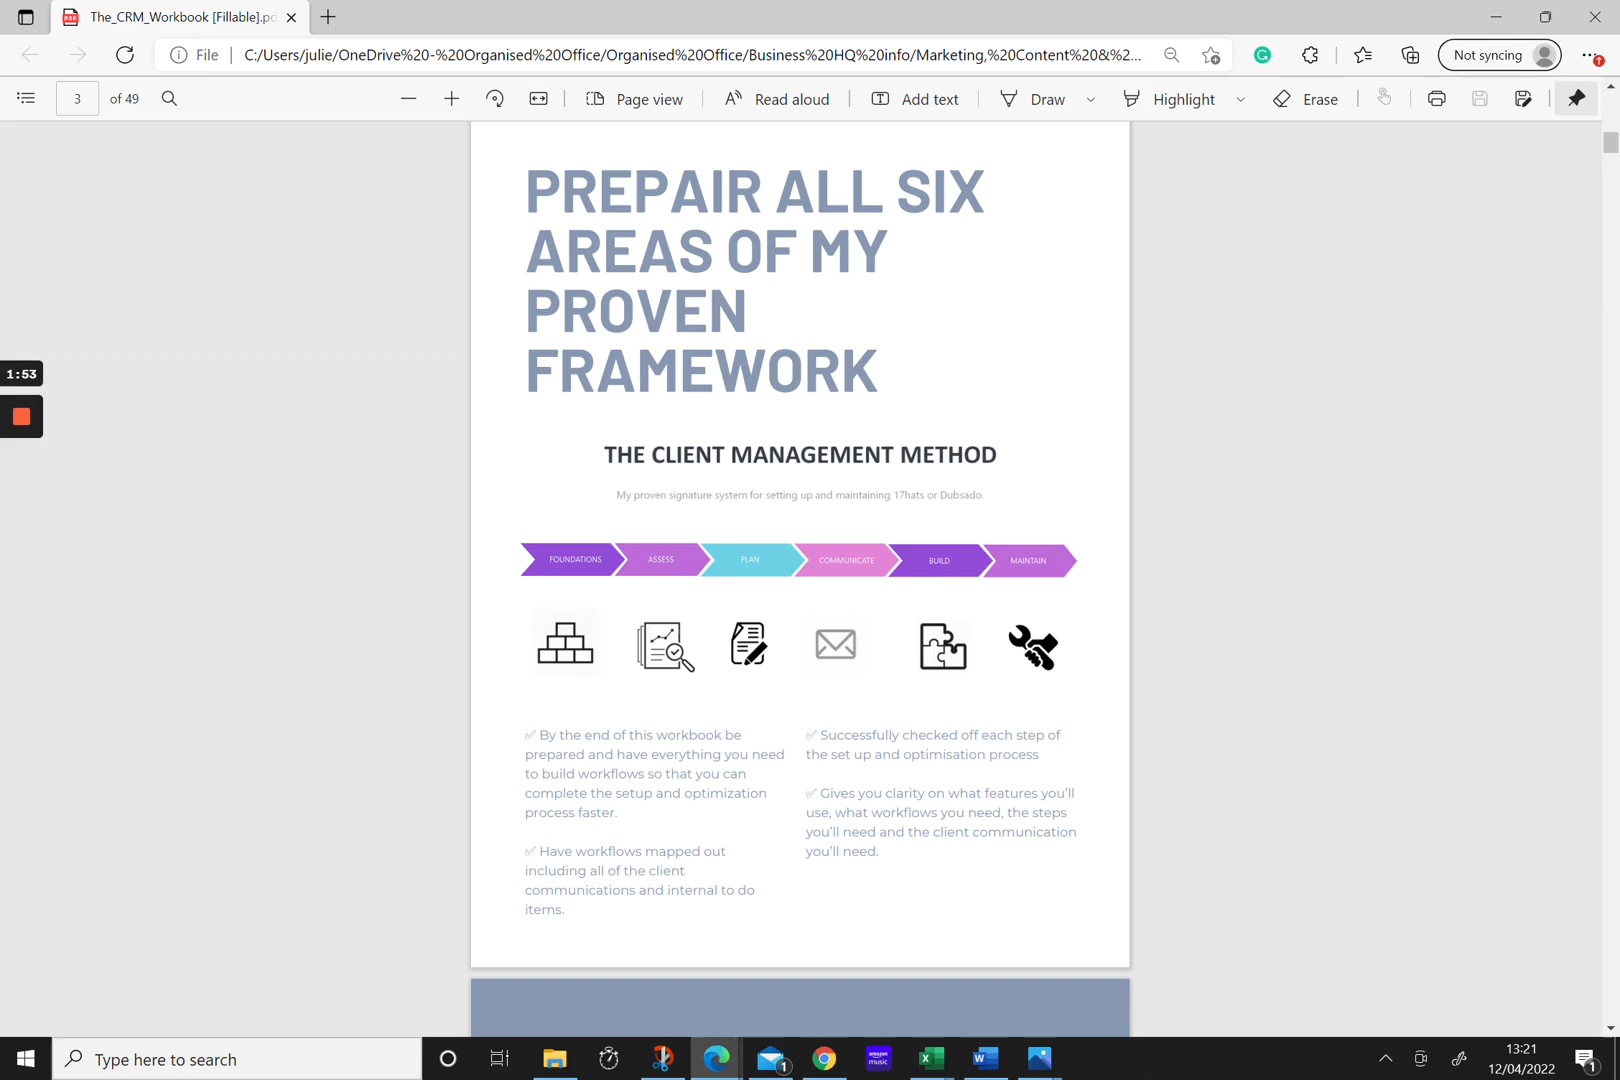 The_CRM_Workbook [Fillable].pd
File
C:/Users/julie/OneDrive%20-%20Organised%20Office/Organised%20Office/Business%20HQ%20info/Marketing,%20Content%20&%2...
Not syncing
3
of 49
Page view
Read aloud
Add text
Draw
Highlight
Erase
PREPAIR ALL SIX
AREAS OF MY
PROVEN
FRAMEWORK
1:53
THE CLIENT MANAGEMENT METHOD
My proven signature system for setting up and maintaining 17hats or Dubsado.
FOUNDATIONS
ASSESS
PLAN
COMMUNICATE
BUILD
MAINTAIN
✅ By the end of this workbook be
prepared and have everything you need
to build workflows so that you can
complete the setup and optimization
process faster.
✅ Have workflows mapped out
including all of the client
communications and internal to do
items.
✅ Successfully checked off each step of
the set up and optimisation process
✅ Gives you clarity on what features you'll
use, what workflows you need, the steps
you'll need and the client communication
you'll need.
Type here to search
1
amazon
music
13:21
12/04/2022
1